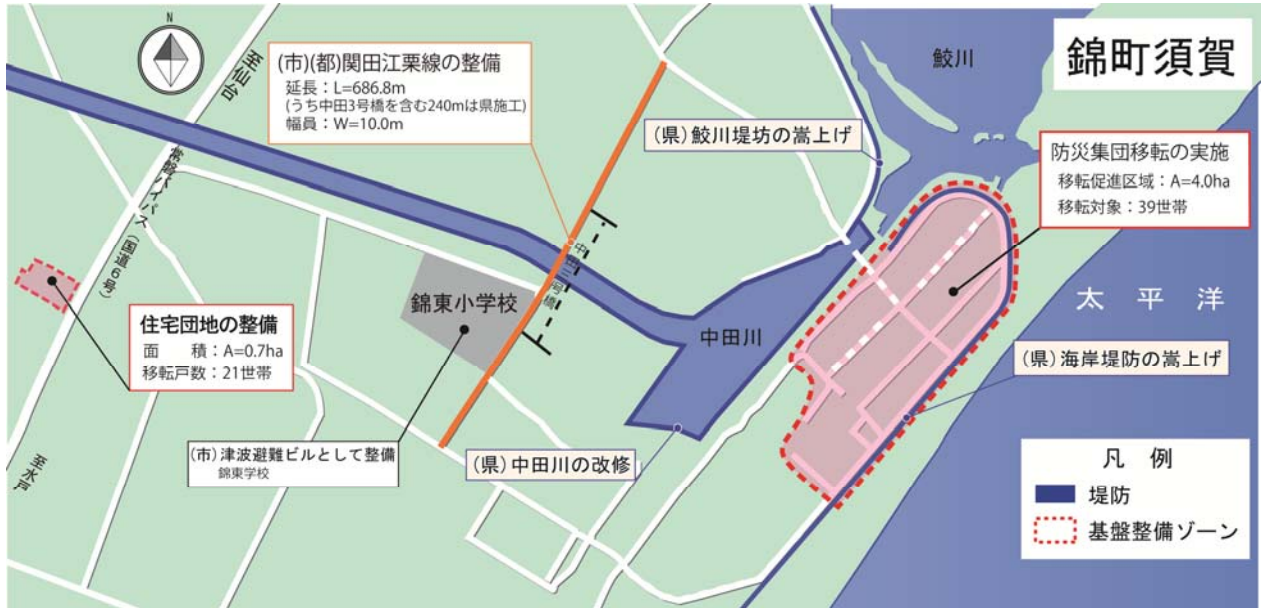 錦町須賀
N
至仙台
(市)(都)関田江栗線の整備
延長：L=686.8m
(うち中田3号橋を含む240mは県施工)
幅員：W=10.0m
鮫川
(県)鮫川堤坊の嵩上げ
防災集団移転の実施
移転促進区域：A=4.0ha
移転対象：39世帯
常磐バイパス(国道6号)
中田三号橋
錦東小学校
中田川
太平洋
住宅団地の整備
面　積：A=0.7ha
移転戸数：21世帯
(県)海岸堤防の嵩上げ
(市)津波避難ビルとして整備
錦東学校
(県)中田川の改修
至水戸
凡例
堤防
基盤整備ゾーン